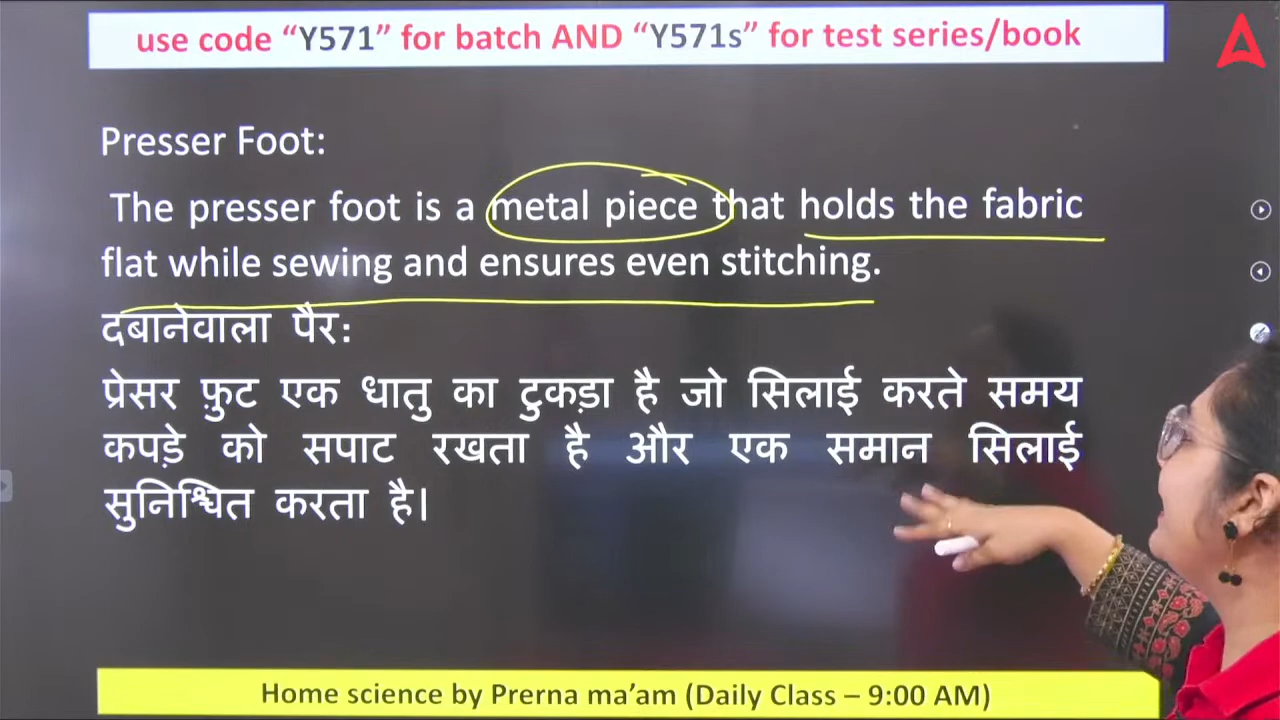 use code “Y571” for batch AND “Y571s” for test series/book
Presser Foot:
The presser foot is a metal piece that holds the fabric
flat while sewing and ensures even stitching.
दबानेवाला पैर:
प्रेसर फ़ुट एक धातु का टुकड़ा है जो सिलाई करते समय
कपड़े को सपाट रखता है और एक समान सिलाई
सुनिश्चित करता है।
Home science by Prerna ma’am (Daily Class – 9:00 AM)